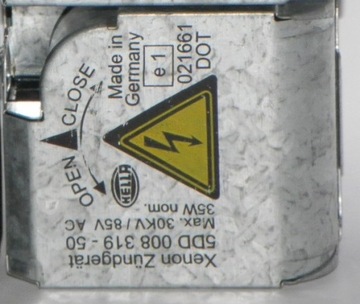 Xenon Zündgerät
5DD 008 319 - 50
Max. 30KV / 85V AC
35W nom.
HELLA
OPEN
CLOSE
Made in
Germany
e1
021661
DOT